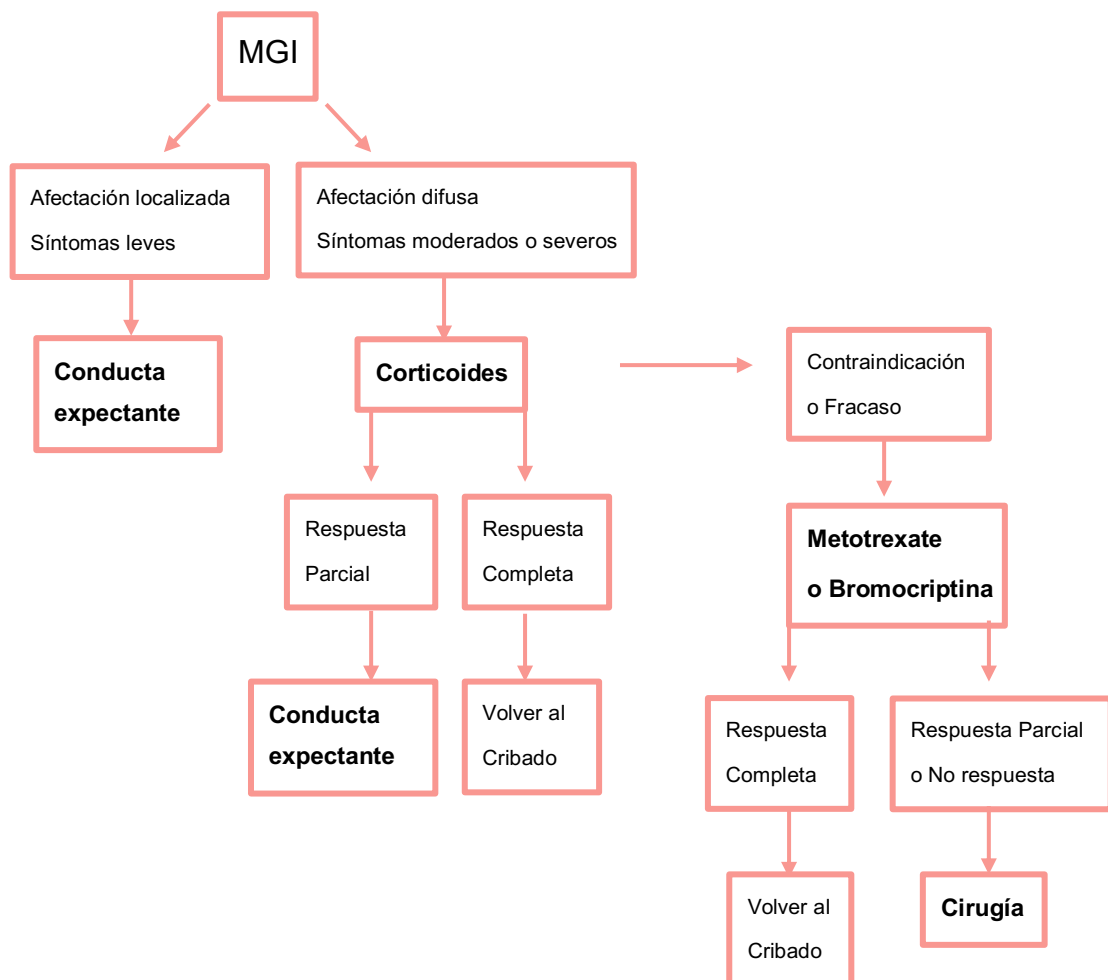 MGI
Afectación localizada
Síntomas leves
Afectación difusa
Síntomas moderados o severos
Conducta
expectante
Corticoides
Contraindicación
o Fracaso
Respuesta
Parcial
Respuesta
Completa
Metotrexate
o Bromocriptina
Conducta
expectante
Volver al
Cribado
Respuesta
Completa
Respuesta Parcial
o No respuesta
Volver al
Cribado
Cirugía